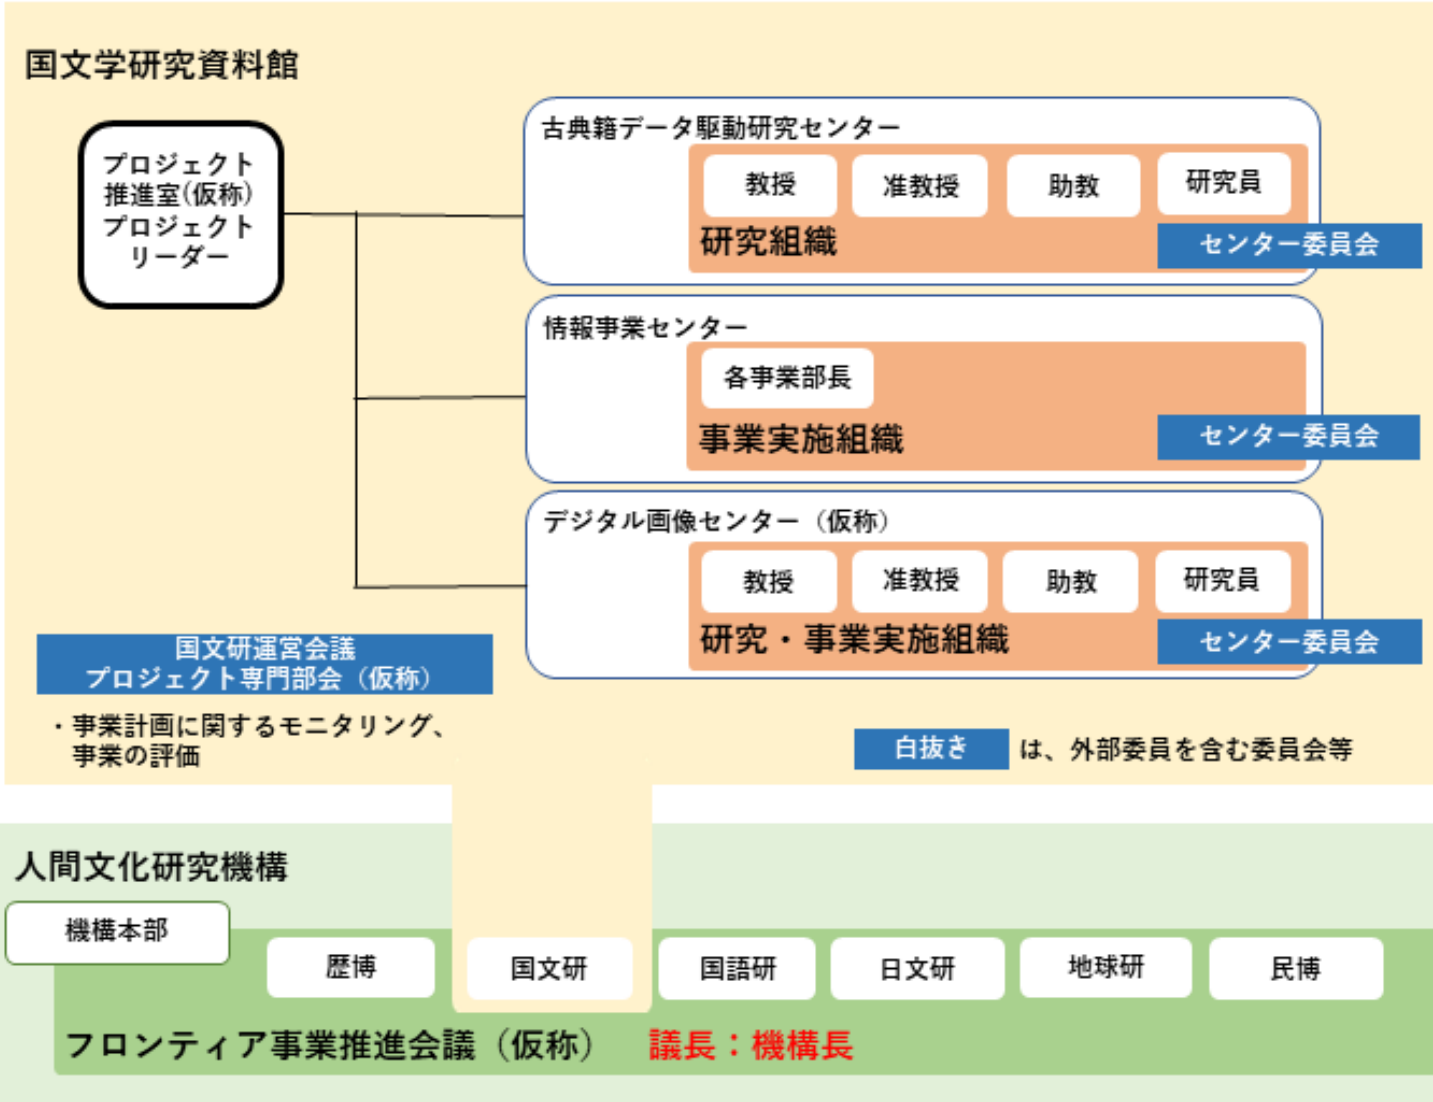 国文学研究資料館
プロジェクト
推進室(仮称)
プロジェクト
リーダー
古典籍データ駆動研究センター
教授
准教授
助教
研究員
研究組織
センター委員会
情報事業センター
各事業部長
事業実施組織
センター委員会
デジタル画像センター（仮称）
教授
准教授
助教
研究員
研究・事業実施組織
センター委員会
国文研運営会議
プロジェクト専門部会（仮称）
・事業計画に関するモニタリング、
事業の評価
白抜き は、外部委員を含む委員会等
人間文化研究機構
機構本部
歴博
国文研
国語研
日文研
地球研
民博
フロンティア事業推進会議（仮称） 議長：機構長